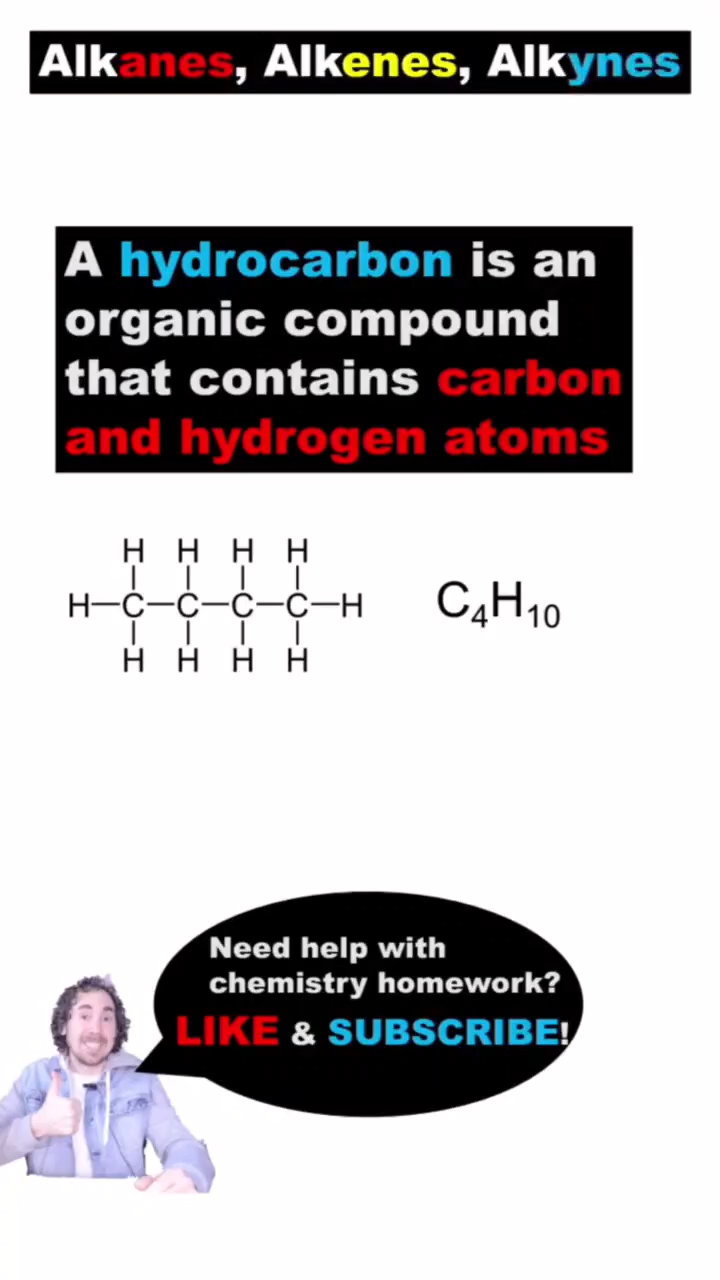 Alkanes, Alkenes, Alkynes
A hydrocarbon is an
organic compound
that contains carbon
and hydrogen atoms
H H H H
H—C—C—C—C—H
H H H H
C₄H₁₀
Need help with
chemistry homework?
LIKE & SUBSCRIBE!